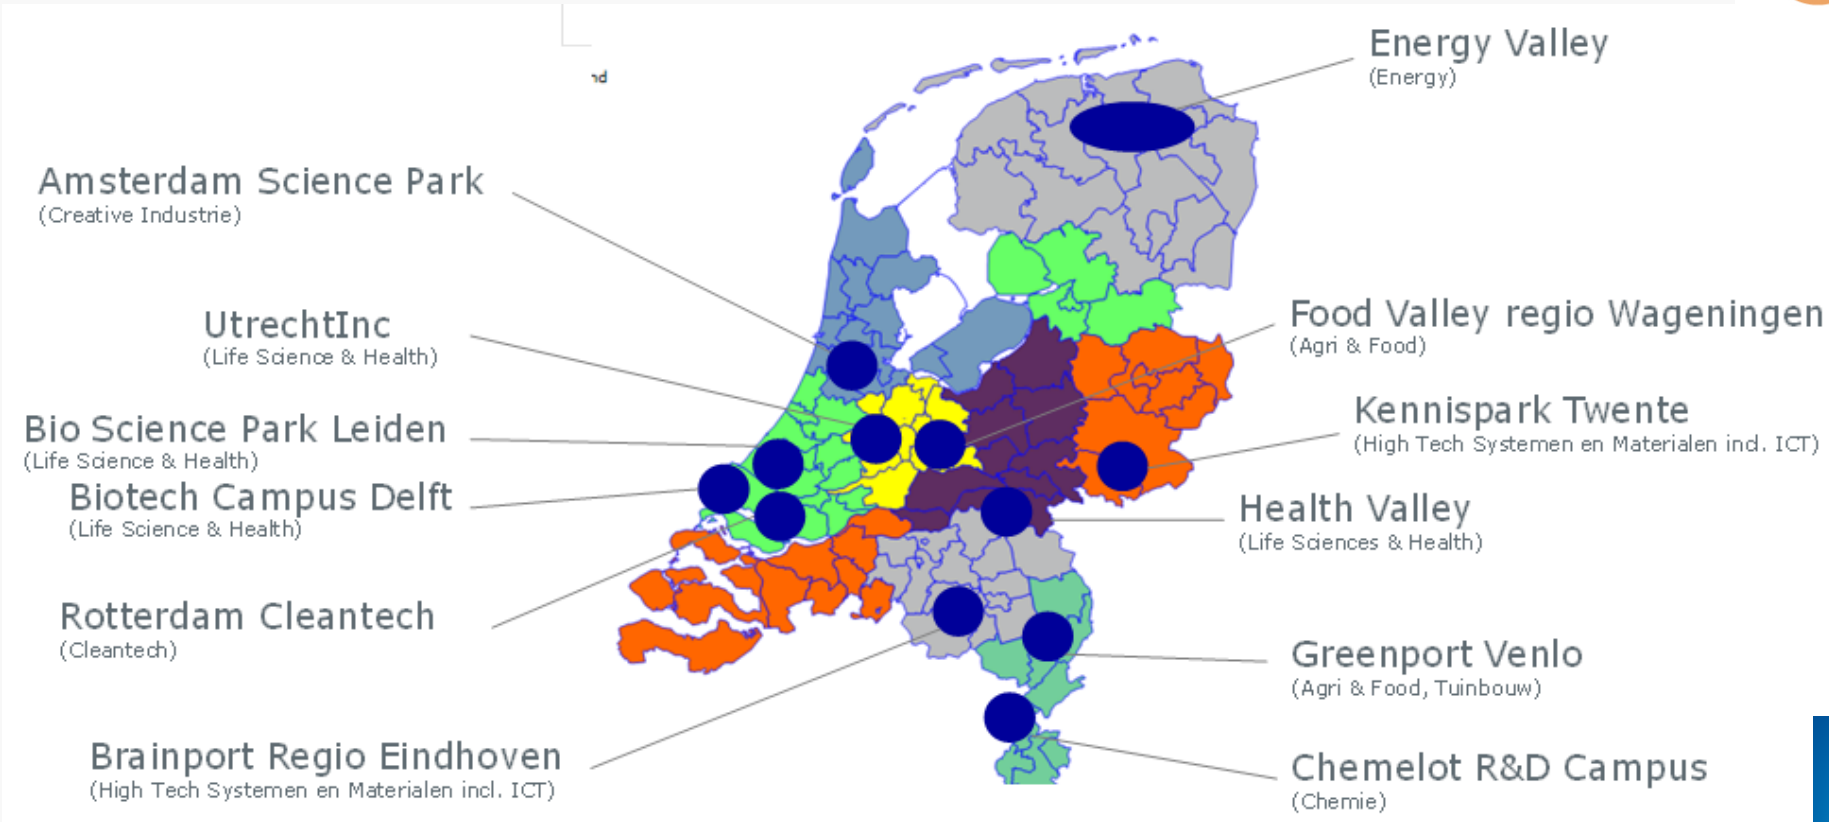 Energy Valley
(Energy)
nd
Amsterdam Science Park
(Creative Industrie)
UtrechtInc
(Life Science & Health)
Food Valley regio Wageningen
(Agri & Food)
Bio Science Park Leiden
(Life Science & Health)
Kennispark Twente
(High Tech Systemen en Materialen incl. ICT)
Biotech Campus Delft
(Life Science & Health)
Health Valley
(Life Sciences & Health)
Rotterdam Cleantech
(Cleantech)
Greenport Venlo
(Agri & Food, Tuinbouw)
Brainport Regio Eindhoven
(High Tech Systemen en Materialen incl. ICT)
Chemelot R&D Campus
(Chemie)